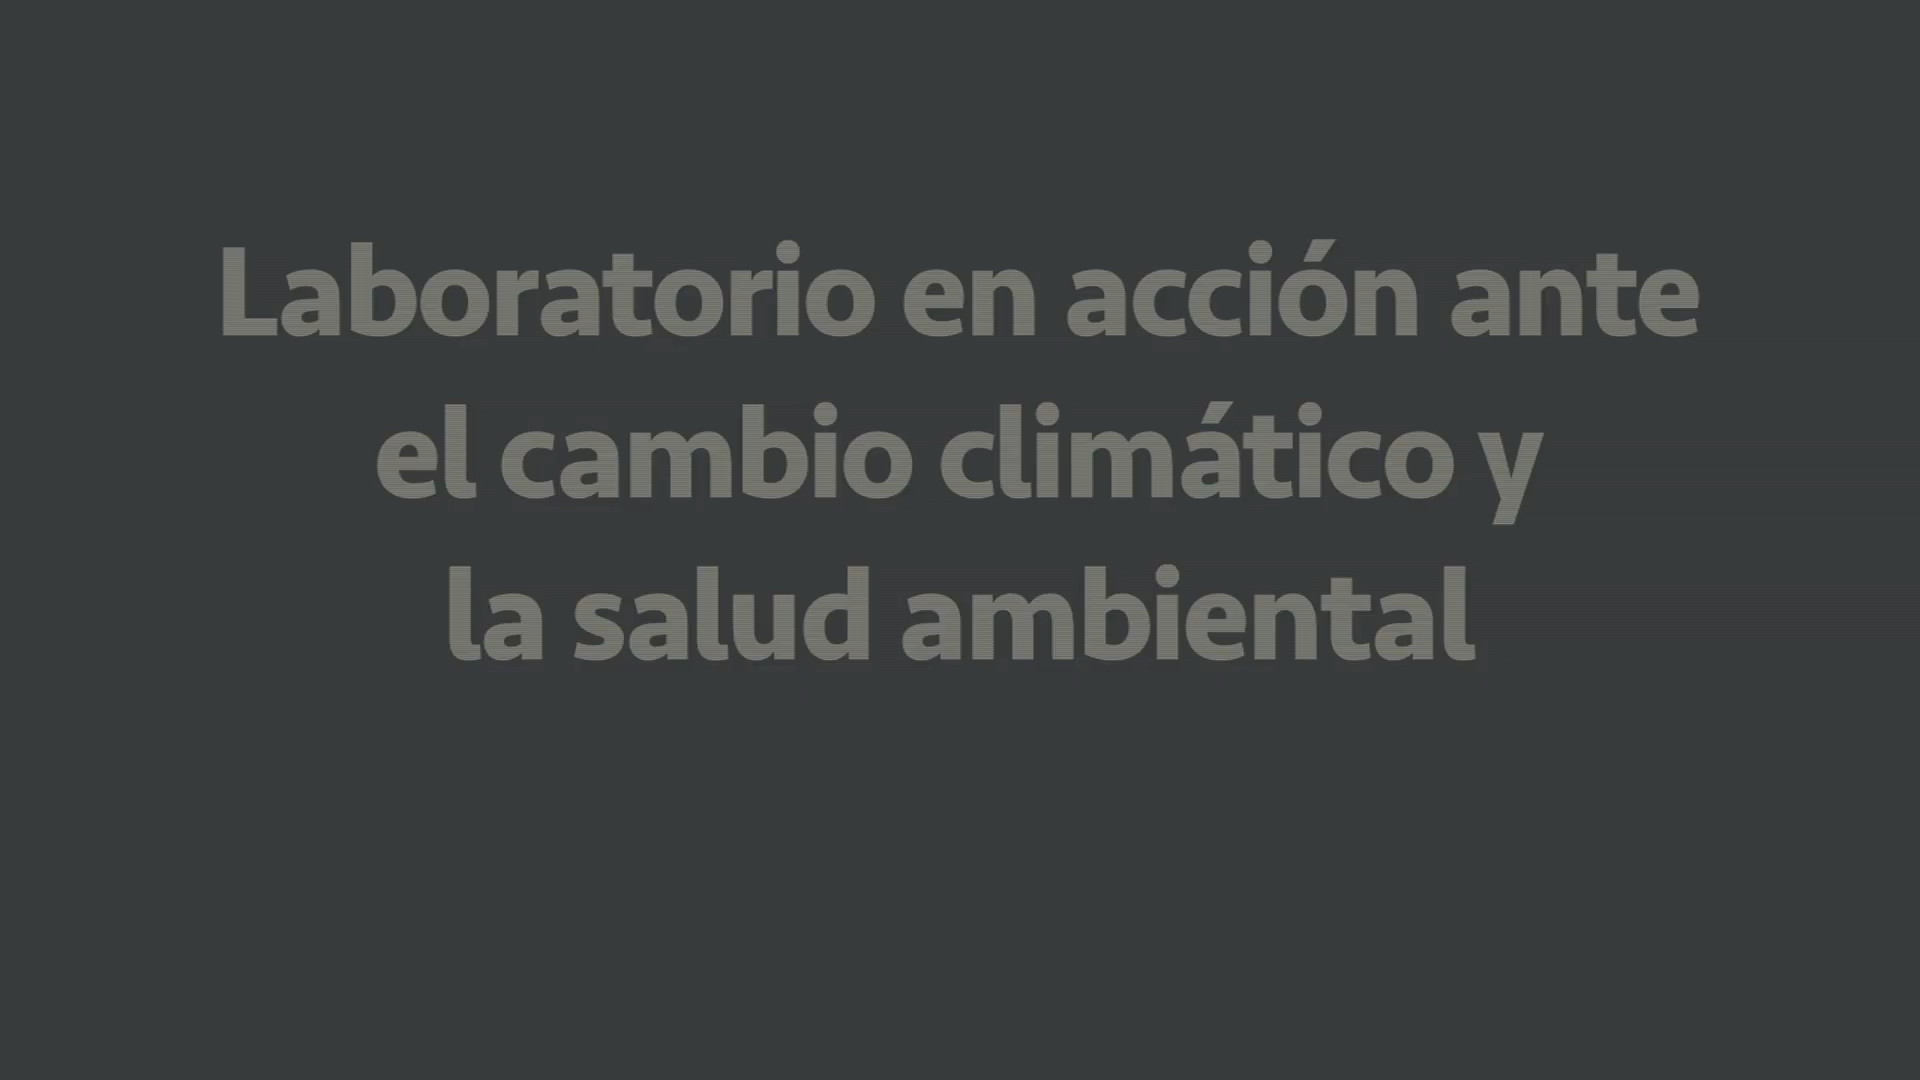 Laboratorio en acción ante
el cambio climático y
la salud ambiental